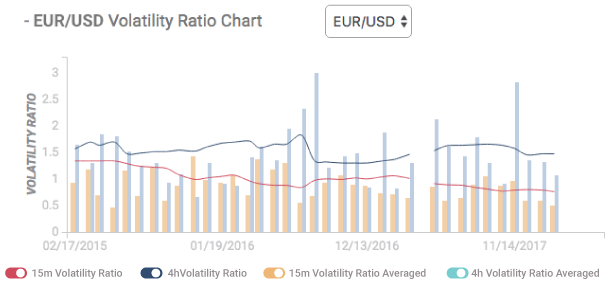 - EUR/USD Volatility Ratio Chart
EUR/USD
VOLATILITY RATIO
3
2.5
2
1.5
1
0.5
0
02/17/2015 01/19/2016 12/13/2016 11/14/2017
15m Volatility Ratio 4hVolatility Ratio 15m Volatility Ratio Averaged 4h Volatility Ratio Averaged